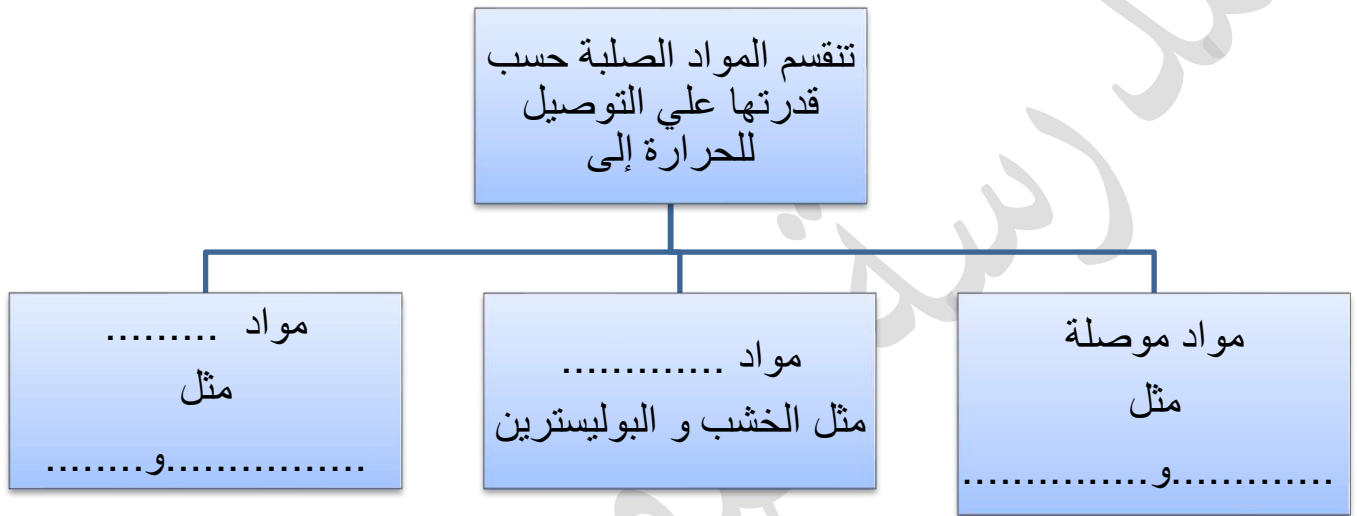 تنقسم المواد الصلبة حسب
قدرتها علي التوصيل
للحرارة إلى
مواد موصلة
مثل
.............و...............
مواد .............
مثل الخشب و البوليسترين
مواد .........
مثل
................و........